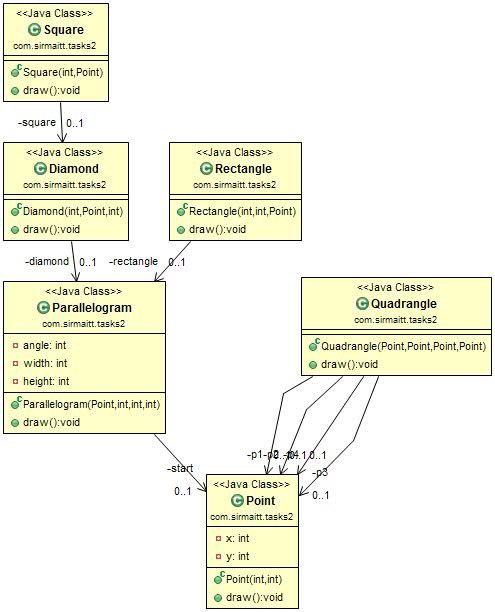 <<Java Class>>
Square
com.sirmaitt.tasks2
Square(int,Point)
draw():void
-square
0..1
<<Java Class>>
Diamond
com.sirmaitt.tasks2
Diamond(int,Point,int)
draw():void
<<Java Class>>
Rectangle
com.sirmaitt.tasks2
Rectangle(int,int,Point)
draw():void
-diamond
0..1
-rectangle
0..1
<<Java Class>>
Parallelogram
com.sirmaitt.tasks2
angle: int
width: int
height: int
Parallelogram(Point,int,int,int)
draw():void
<<Java Class>>
Quadrangle
com.sirmaitt.tasks2
Quadrangle(Point,Point,Point,Point)
draw():void
-start
0..1
-p1
0..1
-p3
0..1
<<Java Class>>
Point
com.sirmaitt.tasks2
x: int
y: int
Point(int,int)
draw():void